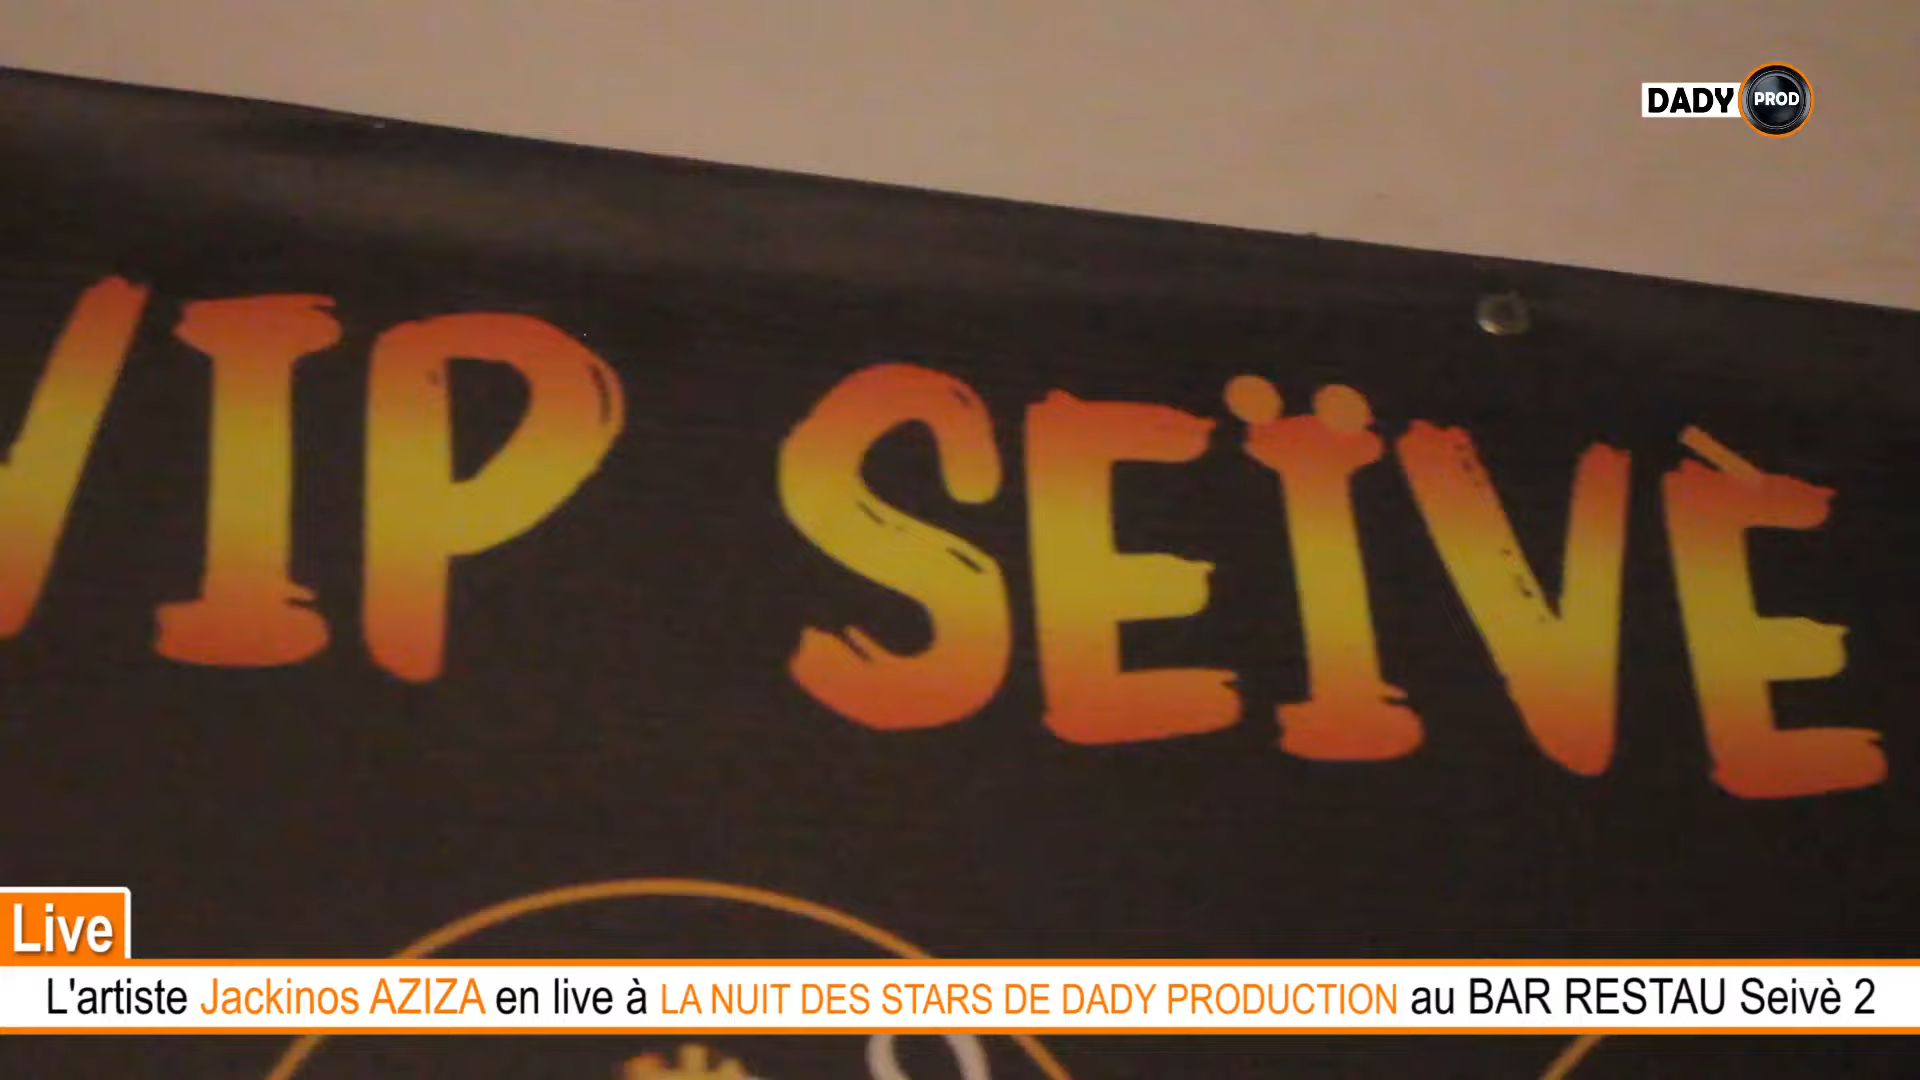 DADY PROD
VIP SEÏVÈ
Live
L'artiste Jackinos AZIZA en live à LA NUIT DES STARS DE DADY PRODUCTION au BAR RESTAU Seivè 2